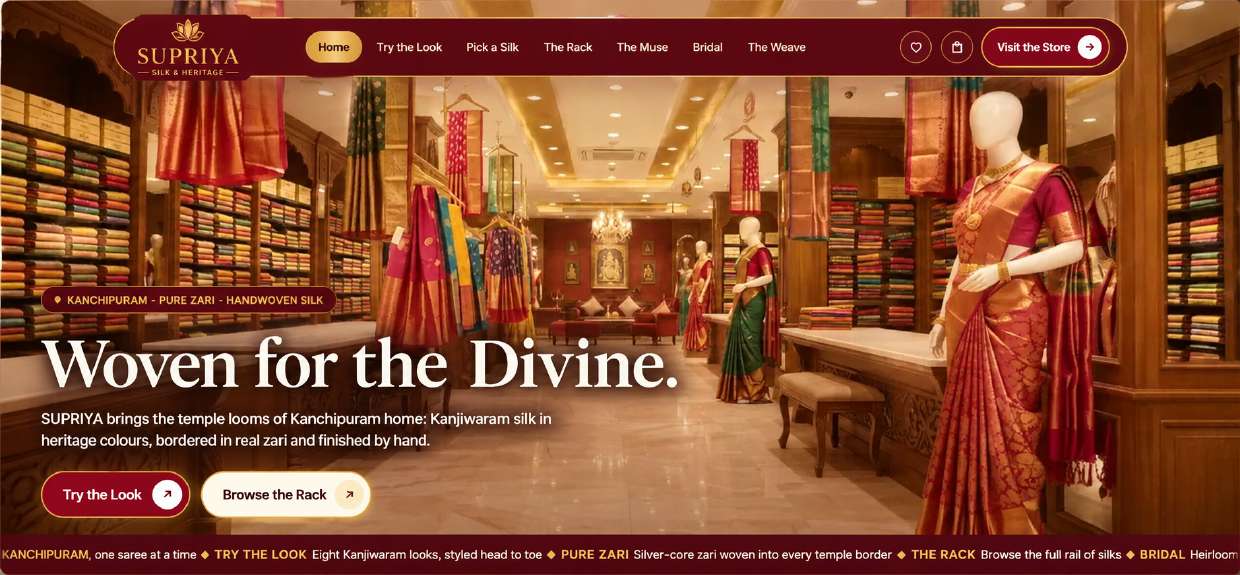 SUPRIYA
SILK & HERITAGE
Home
Try the Look
Pick a Silk
The Rack
The Muse
Bridal
The Weave
Visit the Store
KANCHIPURAM - PURE ZARI - HANDWOVEN SILK
Woven for the Divine.
SUPRIYA brings the temple looms of Kanchipuram home: Kanjiwaram silk in
heritage colours, bordered in real zari and finished by hand.
Try the Look
Browse the Rack
KANCHIPURAM, one saree at a time ◆ TRY THE LOOK Eight Kanjiwaram looks, styled head to toe ◆ PURE ZARI Silver-core zari woven into every temple border ◆ THE RACK Browse the full rail of silks ◆ BRIDAL Heirloom